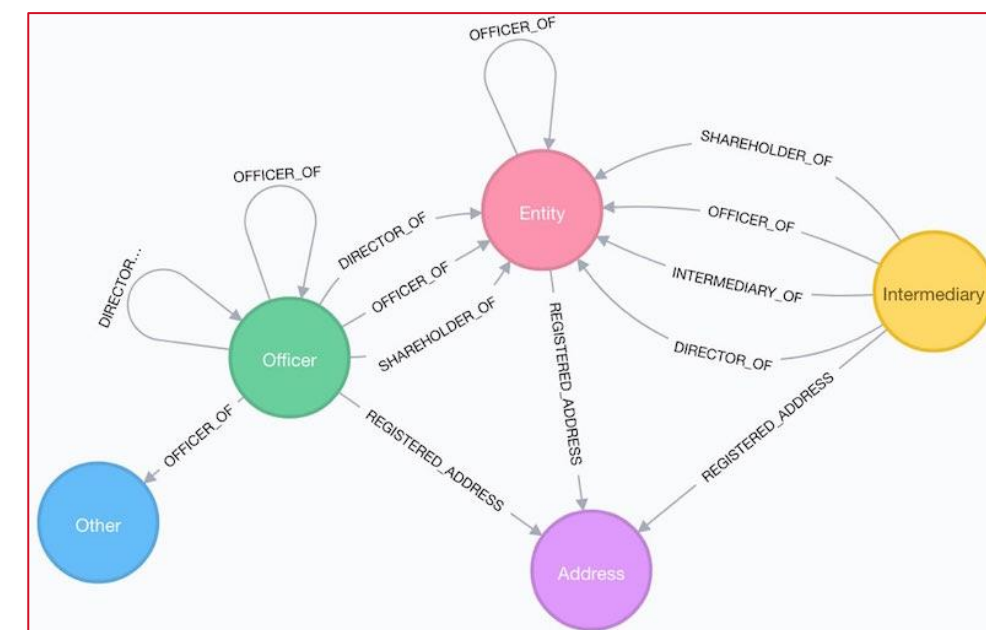 OFFICER_OF
SHAREHOLDER_OF
OFFICER_OF
DIRECTOR_OF
Entity
OFFICER_OF
DIRECTOR...
OFFICER_OF
INTERMEDIARY_OF
Intermediary
SHAREHOLDER_OF
Officer
DIRECTOR_OF
REGISTERED_ADDRESS
OFFICER_OF
REGISTERED_ADDRESS
REGISTERED_ADDRESS
Other
Address